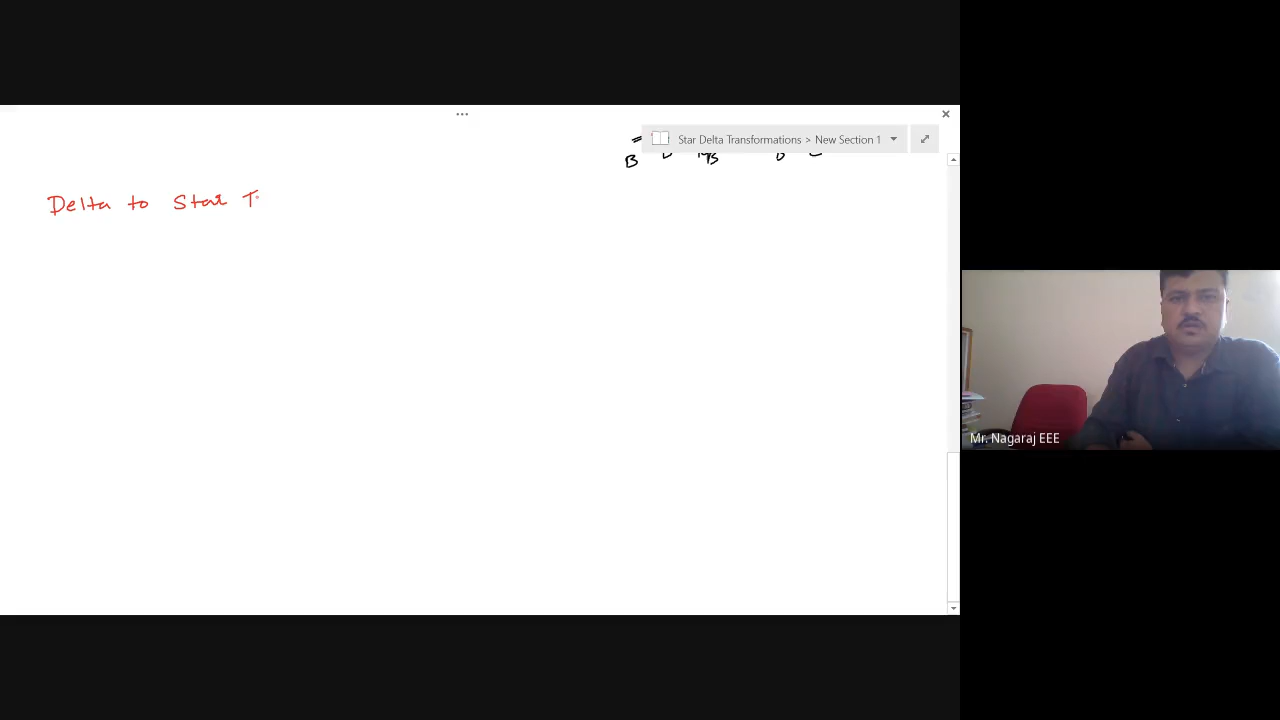 ...
Star Delta Transformations > New Section 1
B
Delta to Star T
Mr. Nagaraj EEE